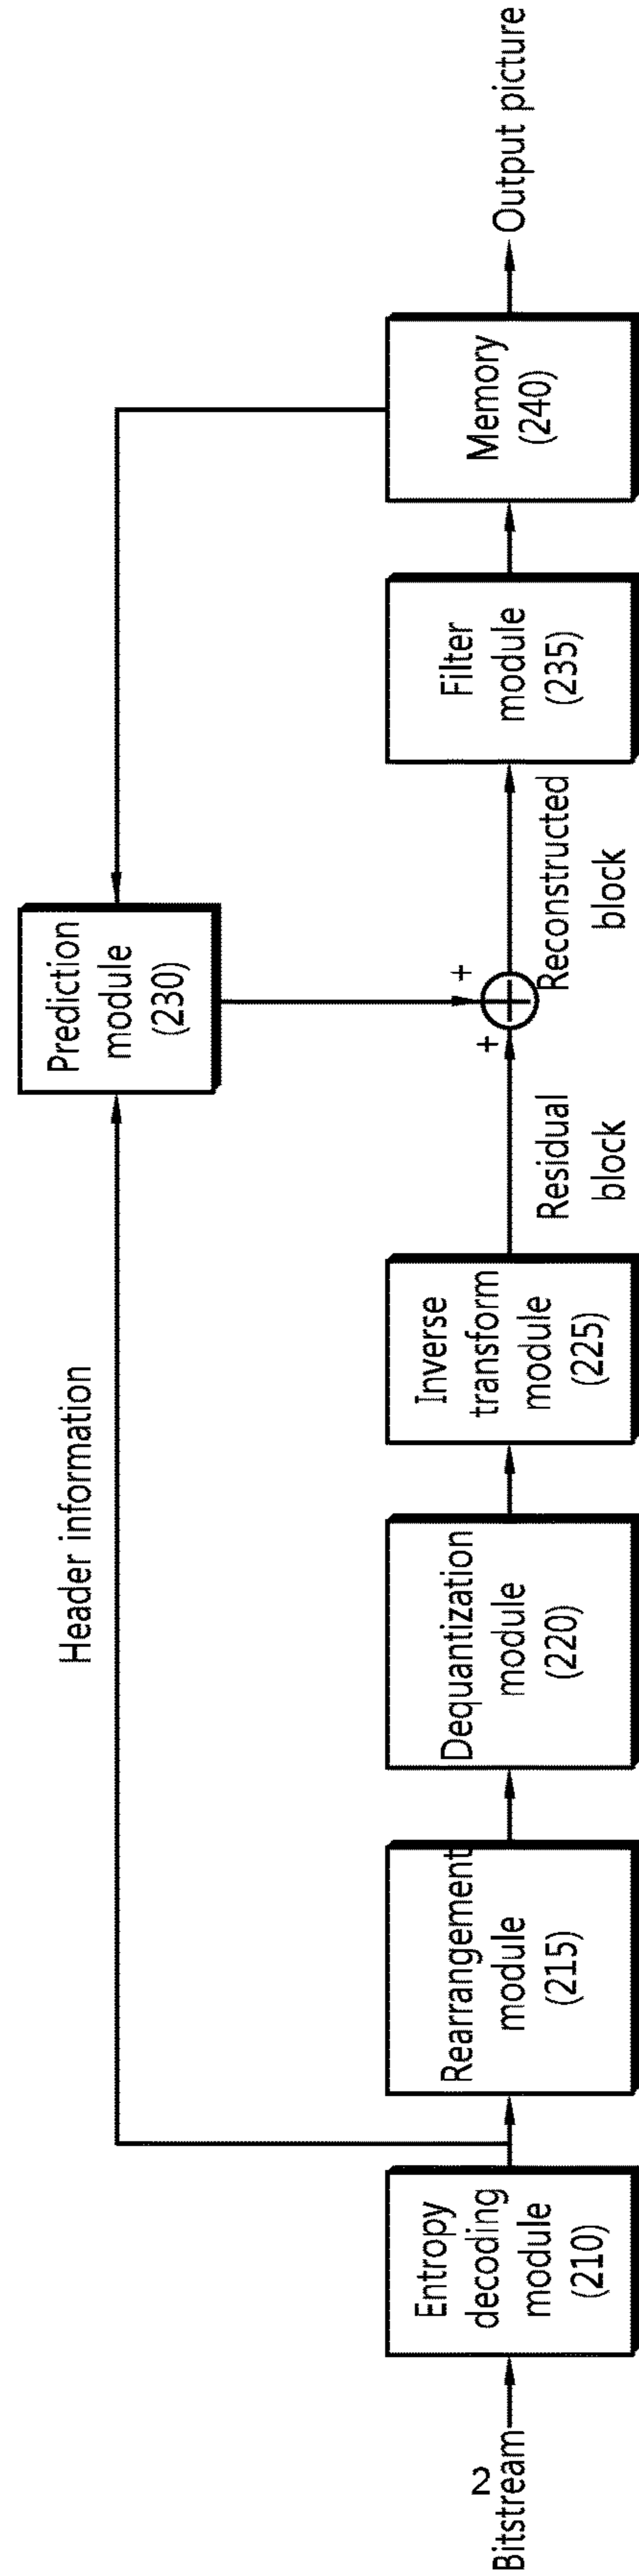 Header information
Prediction
module
(230)
2
Bitstream
Entropy
decoding
module
(210)
Rearrangement
module
(215)
Dequantization
module
(220)
Inverse
transform
module
(225)
Residual
block
+
+
Reconstructed
block
Filter
module
(235)
Memory
(240)
Output picture